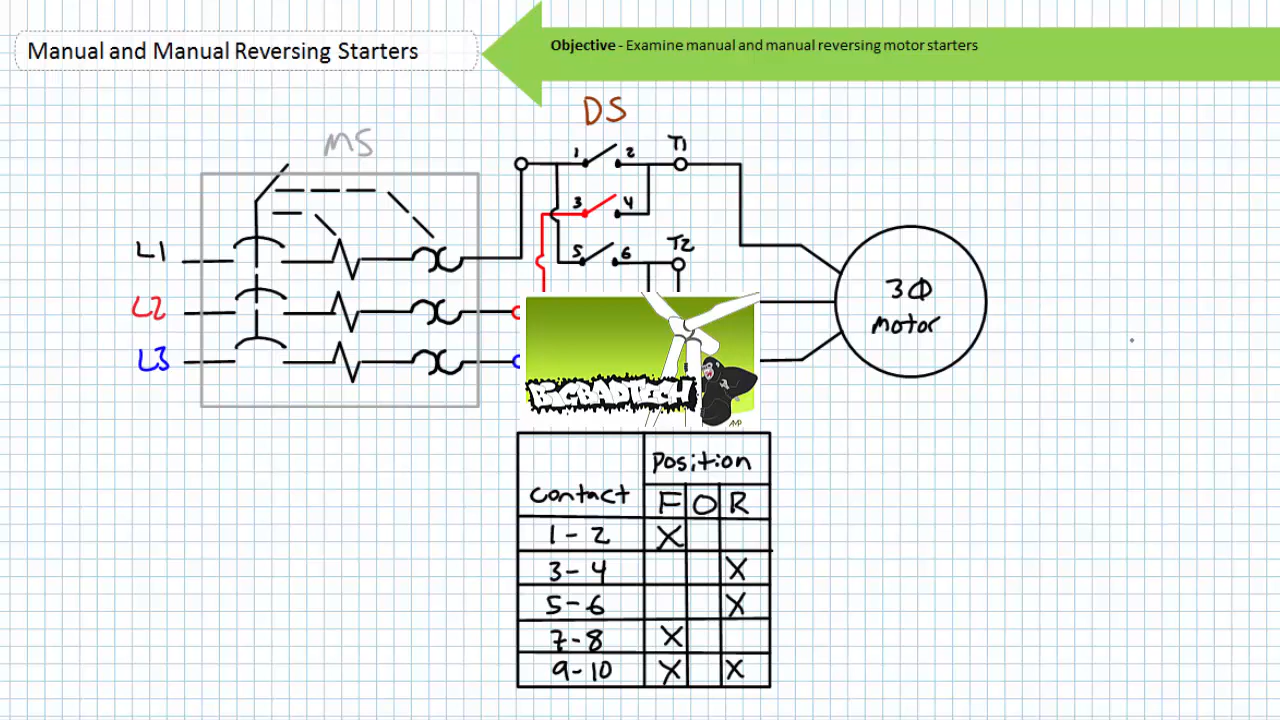 Manual and Manual Reversing Starters
Objective - Examine manual and manual reversing motor starters
DS
MS
1 2 T1
3 4
5 6 T2
L1
L2
L3
3Φ
motor
BIGBADTECH
AMP
Position
Contact F O R
1-2 X
3-4 X
5-6 X
7-8 X
9-10 X X